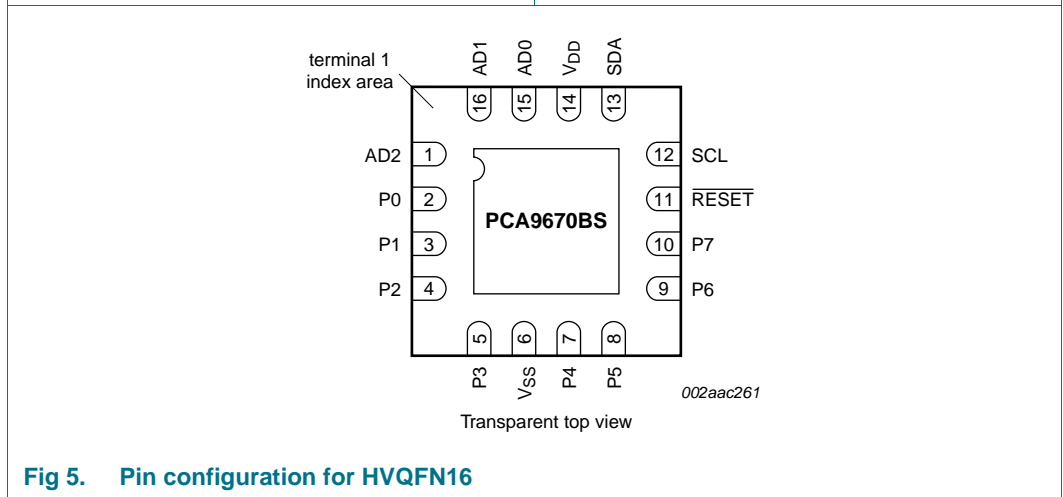 terminal 1
index area
AD1
AD0
VDD
SDA
16
15
14
13
AD2 1
12 SCL
P0 2
11 RESET
P1 3
10 P7
P2 4
9 P6
PCA9670BS
5
6
7
8
P3
VSS
P4
P5
002aac261
Transparent top view
Fig 5. Pin configuration for HVQFN16